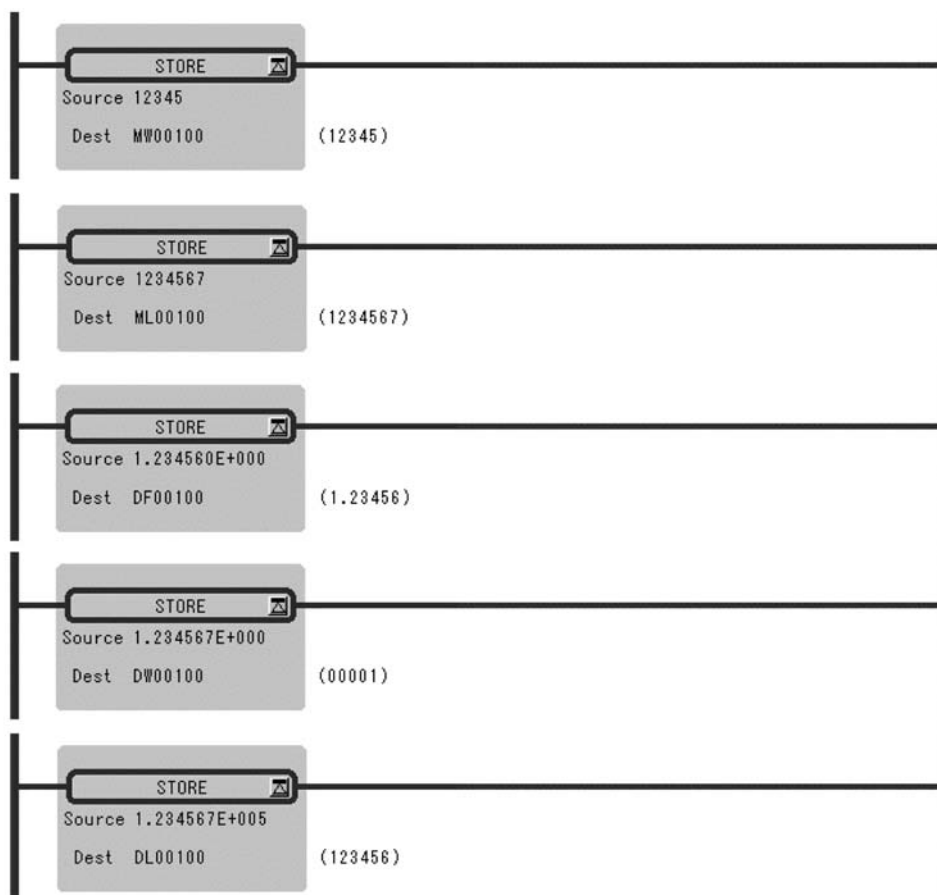 STORE
Source 12345
Dest MW00100 (12345)
STORE
Source 1234567
Dest ML00100 (1234567)
STORE
Source 1.234560E+000
Dest DF00100 (1.23456)
STORE
Source 1.234567E+000
Dest DW00100 (00001)
STORE
Source 1.234567E+005
Dest DL00100 (123456)